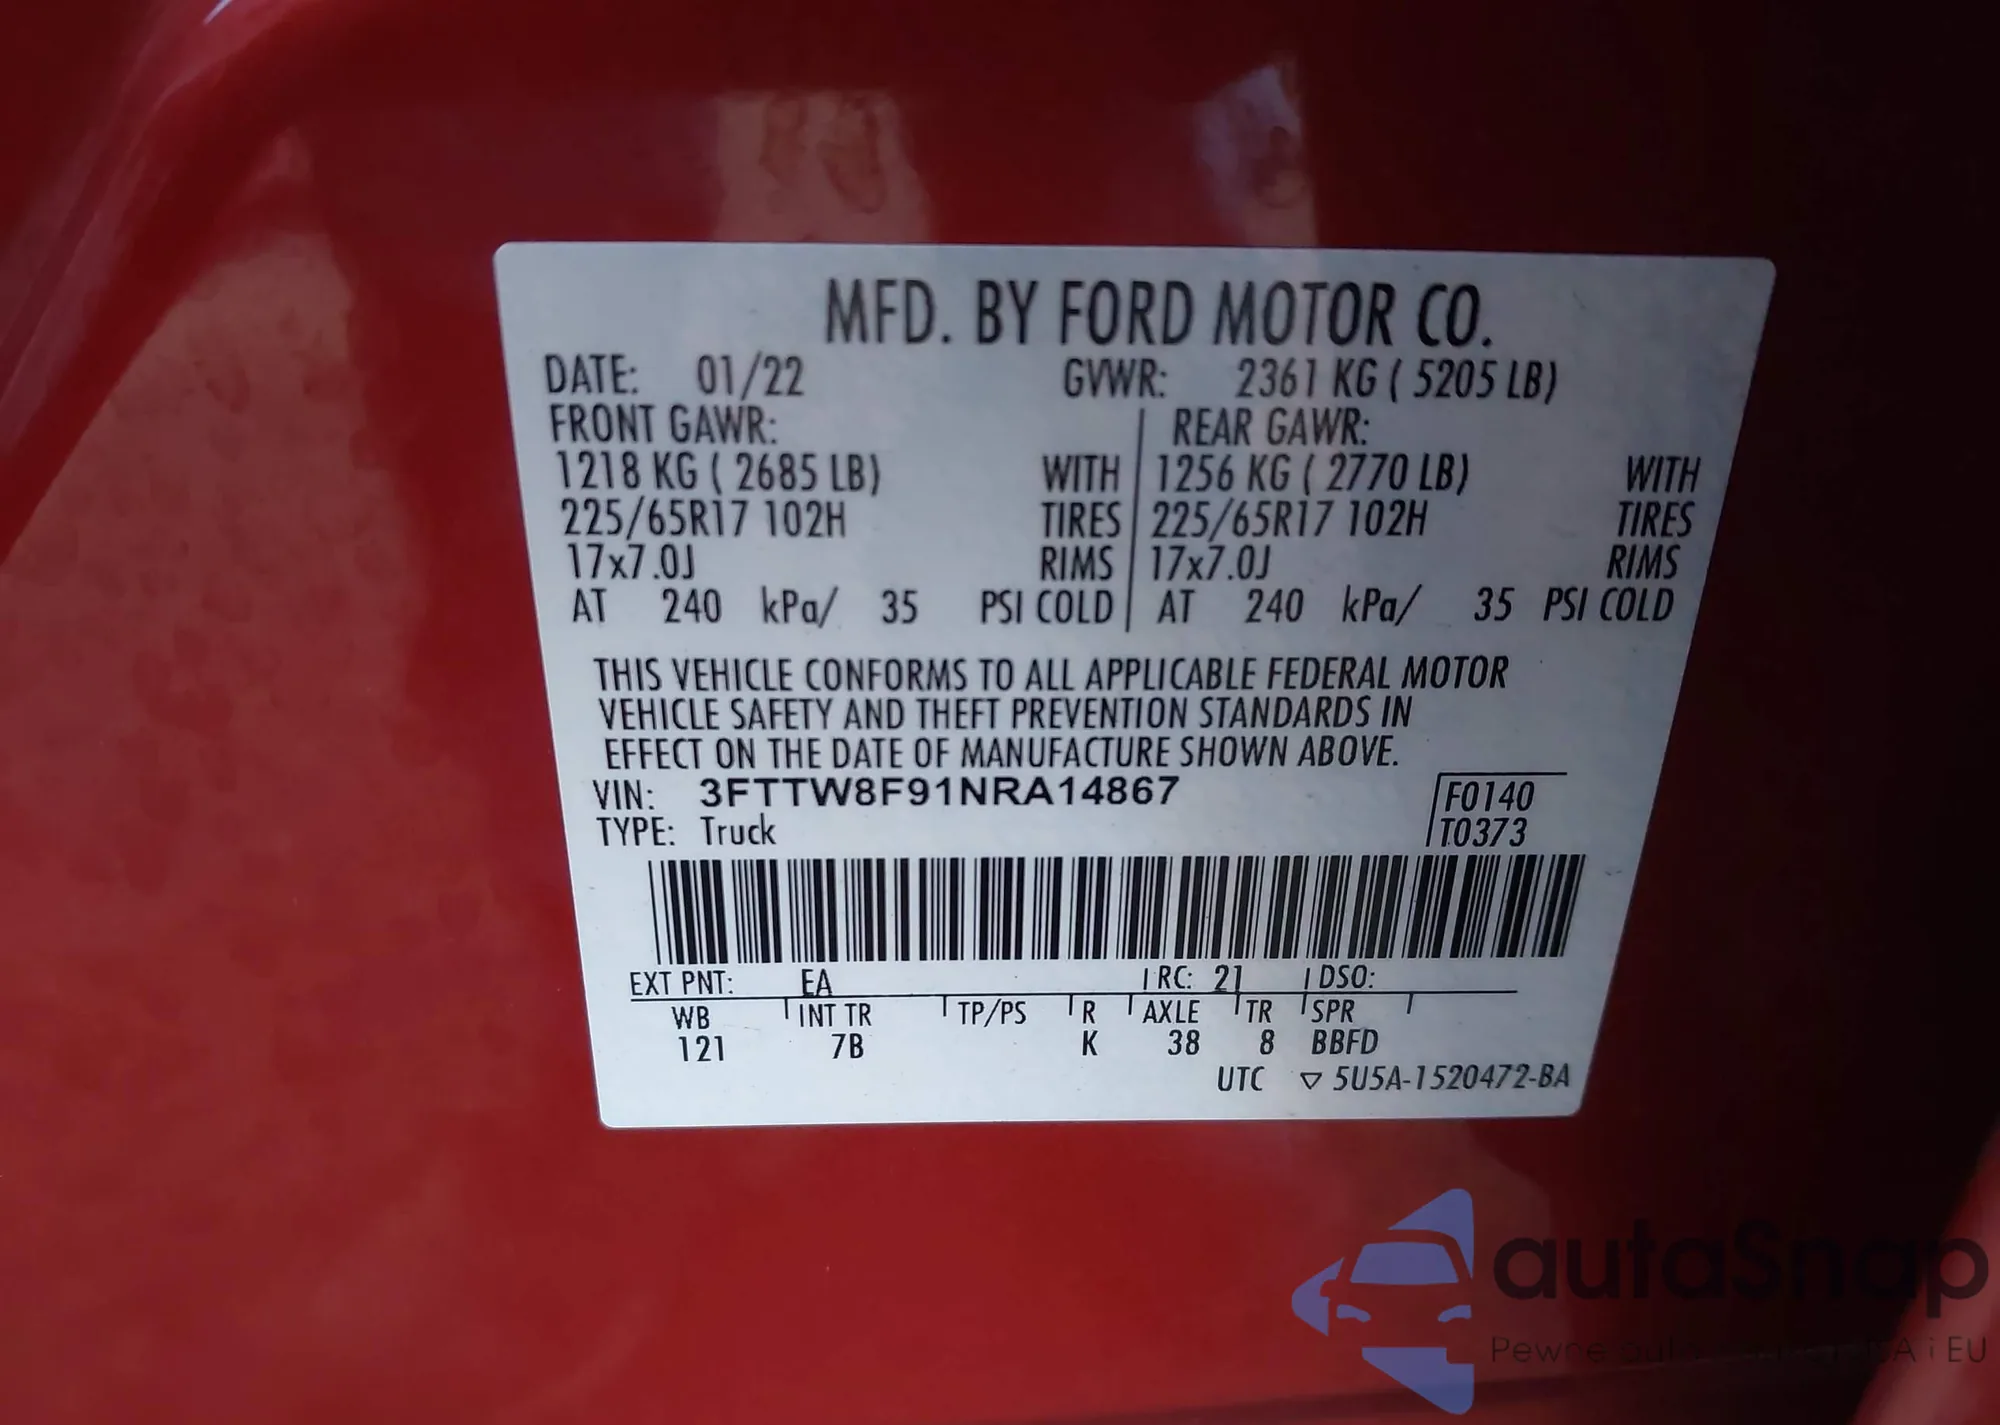 MFD. BY FORD MOTOR CO.
DATE: 01/22 GVWR: 2361 KG ( 5205 LB)
FRONT GAWR: REAR GAWR:
1218 KG ( 2685 LB) WITH 1256 KG ( 2770 LB) WITH
225/65R17 102H TIRES 225/65R17 102H TIRES
17x7.0J RIMS 17x7.0J RIMS
AT 240 kPa/ 35 PSI COLD AT 240 kPa/ 35 PSI COLD
THIS VEHICLE CONFORMS TO ALL APPLICABLE FEDERAL MOTOR
VEHICLE SAFETY AND THEFT PREVENTION STANDARDS IN
EFFECT ON THE DATE OF MANUFACTURE SHOWN ABOVE.
VIN: 3FTTW8F91NRA14867 F0140
TYPE: Truck T0373
EXT PNT: EA RC: 21 DSO:
WB INT TR TP/PS R AXLE TR SPR
121 7B K 38 8 BBFD
UTC ▽ 5U5A-1520472-BA
autaSnap
Pewne auta i EU